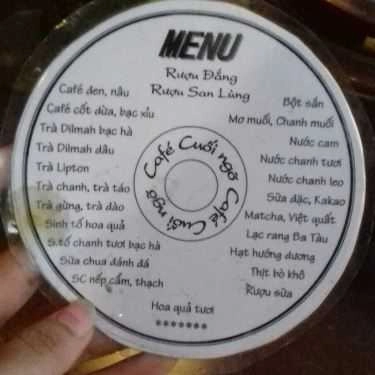 MENU
Rượu Đắng
Rượu San Lùng
Café đen, nâu
Café cốt dừa, bạc xỉu
Trà Dilmah bạc hà
Trà Dilmah dâu
Trà Lipton
Trà chanh, trà táo
Trà gừng, trà đào
Sinh tố hoa quả
S.tố chanh tươi bạc hà
Sữa chua đánh đá
SC nếp cẩm, thạch
Bột sắn
Mơ muối, Chanh muối
Nước cam
Nước chanh tươi
Nước chanh leo
Sữa đặc, Kakao
Matcha, Việt quất
Lạc rang Ba Tàu
Hạt hướng dương
Thịt bò khô
Rượu sữa
Hoa quả tươi
*******
Café Cuối ngõ Café Cuối ngõ